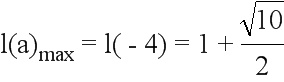 l(a)max = l( - 4) = 1 + √10/2